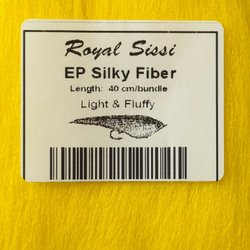 Royal Sissi
EP Silky Fiber
Length: 40 cm/bundle
Light & Fluffy